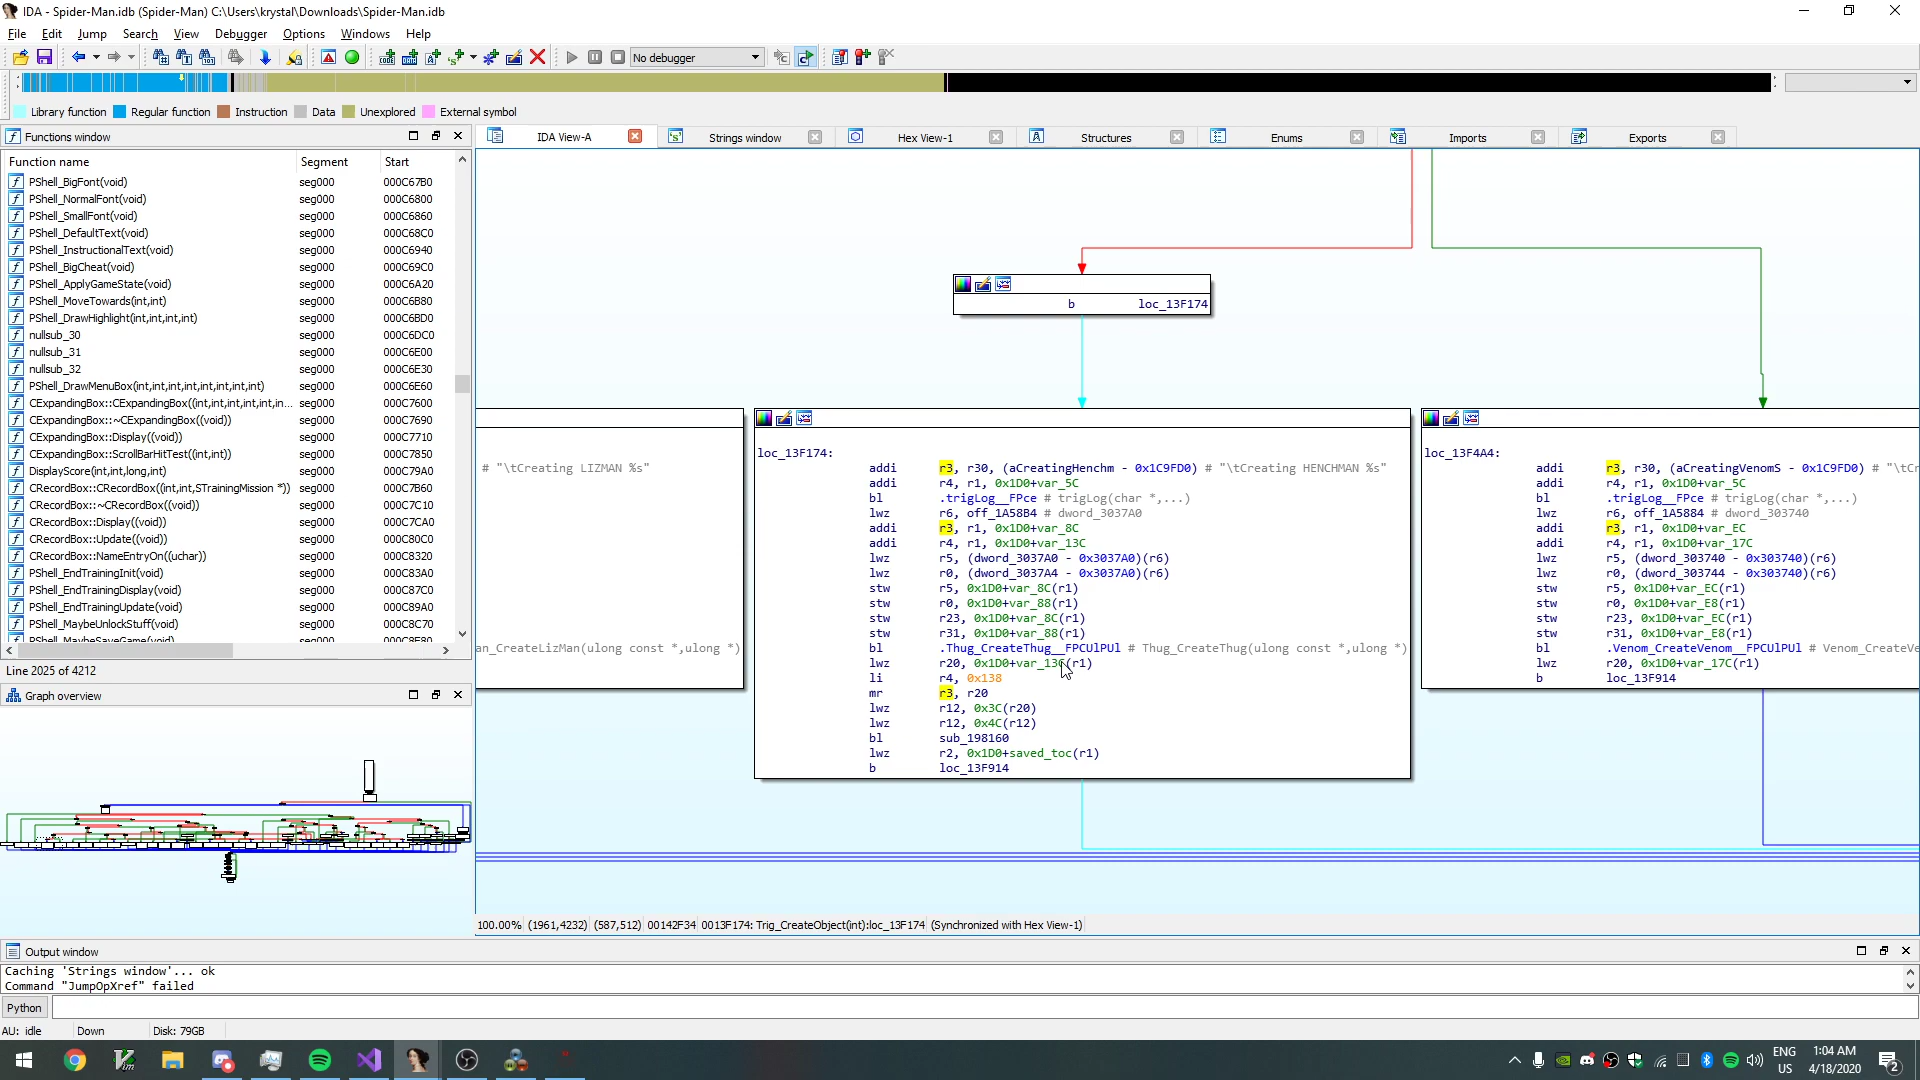 IDA - Spider-Man.idb (Spider-Man) C:\Users\krystal\Downloads\Spider-Man.idb
File Edit Jump Search View Debugger Options Windows Help
No debugger
Library function Regular function Instruction Data Unexplored External symbol
Functions window
IDA View-A Strings window Hex View-1 Structures Enums Imports Exports
Function name Segment Start
PShell_BigFont(void) seg000 000C67B0
PShell_NormalFont(void) seg000 000C6800
PShell_SmallFont(void) seg000 000C6860
PShell_DefaultText(void) seg000 000C68C0
PShell_InstructionalText(void) seg000 000C6940
PShell_BigCheat(void) seg000 000C69C0
PShell_ApplyGameState(void) seg000 000C6A20
PShell_MoveTowards(int,int) seg000 000C6B80
PShell_DrawHighlight(int,int,int,int) seg000 000C6BD0
nullsub_30 seg000 000C6DC0
nullsub_31 seg000 000C6E00
nullsub_32 seg000 000C6E30
PShell_DrawMenuBox(int,int,int,int,int,int,int,int) seg000 000C6E60
CExpandingBox::CExpandingBox((int,int,int,int,int,in... seg000 000C7600
CExpandingBox::~CExpandingBox((void)) seg000 000C7690
CExpandingBox::Display((void)) seg000 000C7710
CExpandingBox::ScrollBarHitTest((int,int)) seg000 000C7850
DisplayScore(int,int,long,int) seg000 000C79A0
CRecordBox::CRecordBox((int,int,STrainingMission *)) seg000 000C7B60
CRecordBox::~CRecordBox((void)) seg000 000C7C10
CRecordBox::Display((void)) seg000 000C7CA0
CRecordBox::Update((void)) seg000 000C80C0
CRecordBox::NameEntryOn((uchar)) seg000 000C8320
PShell_EndTrainingInit(void) seg000 000C83A0
PShell_EndTrainingDisplay(void) seg000 000C87C0
PShell_EndTrainingUpdate(void) seg000 000C89A0
PShell_MaybeUnlockStuff(void) seg000 000C8C70
PShell_MaybeSaveGame(void) seg000 000C8E80
Line 2025 of 4212
Graph overview
b loc_13F174
# "\tCreating LIZMAN %s"
an_CreateLizMan(ulong const *,ulong *)
loc_13F174:
addi r3, r30, (aCreatingHenchm - 0x1C9FD0) # "\tCreating HENCHMAN %s"
addi r4, r1, 0x1D0+var_5C
bl .trigLog__FPce # trigLog(char *,...)
lwz r6, off_1A58B4 # dword_3037A0
addi r3, r1, 0x1D0+var_8C
addi r4, r1, 0x1D0+var_13C
lwz r5, (dword_3037A0 - 0x3037A0)(r6)
lwz r0, (dword_3037A4 - 0x3037A0)(r6)
stw r5, 0x1D0+var_8C(r1)
stw r0, 0x1D0+var_88(r1)
stw r23, 0x1D0+var_8C(r1)
stw r31, 0x1D0+var_88(r1)
bl .Thug_CreateThug__FPCUlPUl # Thug_CreateThug(ulong const *,ulong *)
lwz r20, 0x1D0+var_13C(r1)
li r4, 0x138
mr r3, r20
lwz r12, 0x3C(r20)
lwz r12, 0x4C(r12)
bl sub_198160
lwz r2, 0x1D0+saved_toc(r1)
b loc_13F914
loc_13F4A4:
addi r3, r30, (aCreatingVenomS - 0x1C9FD0) # "\tCr
addi r4, r1, 0x1D0+var_5C
bl .trigLog__FPce # trigLog(char *,...)
lwz r6, off_1A5884 # dword_303740
addi r3, r1, 0x1D0+var_EC
addi r4, r1, 0x1D0+var_17C
lwz r5, (dword_303740 - 0x303740)(r6)
lwz r0, (dword_303744 - 0x303740)(r6)
stw r5, 0x1D0+var_EC(r1)
stw r0, 0x1D0+var_E8(r1)
stw r23, 0x1D0+var_EC(r1)
stw r31, 0x1D0+var_E8(r1)
bl .Venom_CreateVenom__FPCUlPUl # Venom_CreateVe
lwz r20, 0x1D0+var_17C(r1)
b loc_13F914
100.00% (1961,4232) (587,512) 00142F34 0013F174: Trig_CreateObject(int):loc_13F174 (Synchronized with Hex View-1)
Output window
Caching 'Strings window'... ok
Command "JumpOpXref" failed
Python
AU: idle Down Disk: 79GB
ENG
US
1:04 AM
4/18/2020
2